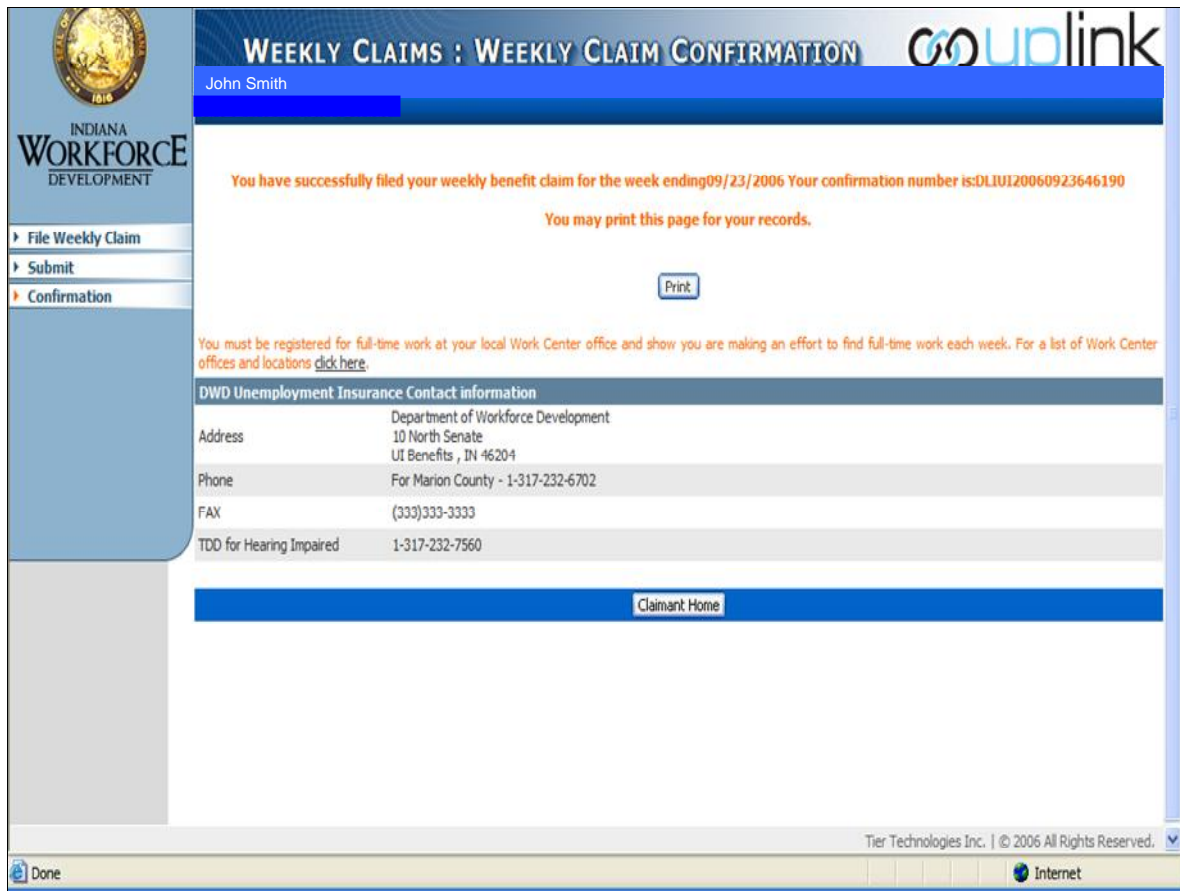 SEAL OF INDIANA
1816
INDIANA
WORKFORCE
DEVELOPMENT
File Weekly Claim
Submit
Confirmation
WEEKLY CLAIMS : WEEKLY CLAIM CONFIRMATION
uplink
John Smith
You have successfully filed your weekly benefit claim for the week ending09/23/2006 Your confirmation number is:DLIUI20060923646190
You may print this page for your records.
Print
You must be registered for full-time work at your local Work Center office and show you are making an effort to find full-time work each week. For a list of Work Center
offices and locations click here.
DWD Unemployment Insurance Contact information
Address
Department of Workforce Development
10 North Senate
UI Benefits , IN 46204
Phone For Marion County - 1-317-232-6702
FAX (333)333-3333
TDD for Hearing Impaired 1-317-232-7560
Claimant Home
Tier Technologies Inc. | © 2006 All Rights Reserved.
Done
Internet